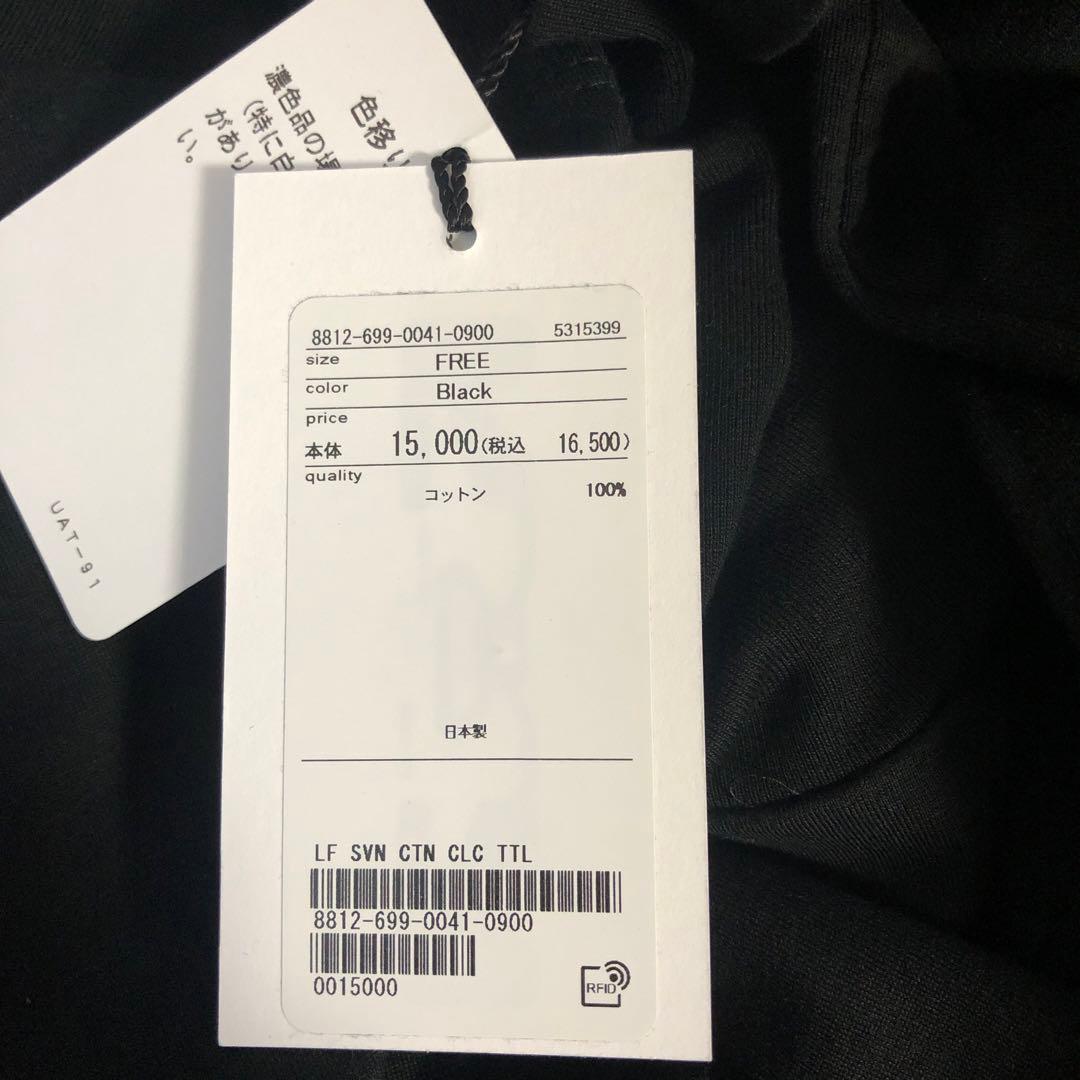 色移り
濃色品の場
(特に白
があり
い。
UAT-91
8812-699-0041-0900 5315399
size FREE
color Black
price
本体 15,000(税込 16,500)
quality
コットン 100%
日本製
LF SVN CTN CLC TTL
8812-699-0041-0900
0015000
RFID